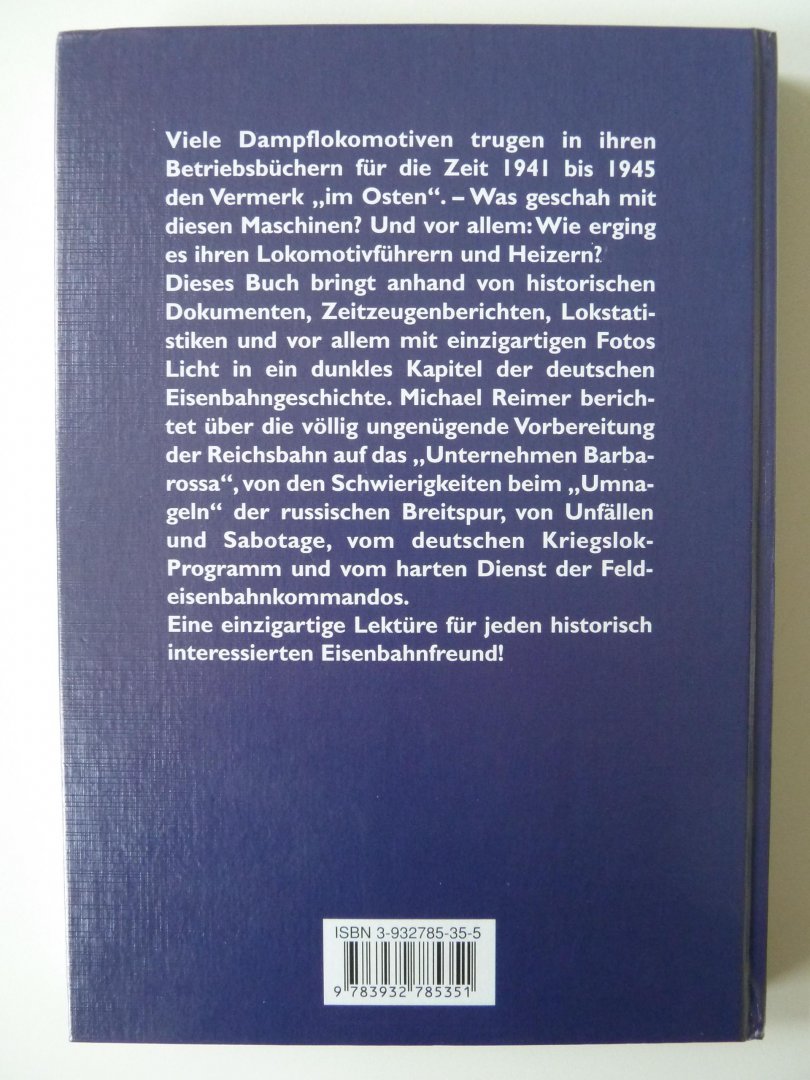 Viele Dampflokomotiven trugen in ihren
Betriebsbüchern für die Zeit 1941 bis 1945
den Vermerk „im Osten“. – Was geschah mit
diesen Maschinen? Und vor allem: Wie erging
es ihren Lokomotivführern und Heizern?
Dieses Buch bringt anhand von historischen
Dokumenten, Zeitzeugenberichten, Lokstati-
stiken und vor allem mit einzigartigen Fotos
Licht in ein dunkles Kapitel der deutschen
Eisenbahngeschichte. Michael Reimer berich-
tet über die völlig ungenügende Vorbereitung
der Reichsbahn auf das „Unternehmen Barba-
rossa“, von den Schwierigkeiten beim „Umna-
geln“ der russischen Breitspur, von Unfällen
und Sabotage, vom deutschen Kriegslok-
Programm und vom harten Dienst der Feld-
eisenbahnkommandos.
Eine einzigartige Lektüre für jeden historisch
interessierten Eisenbahnfreund!
ISBN 3-932785-35-5
9 783932 785351